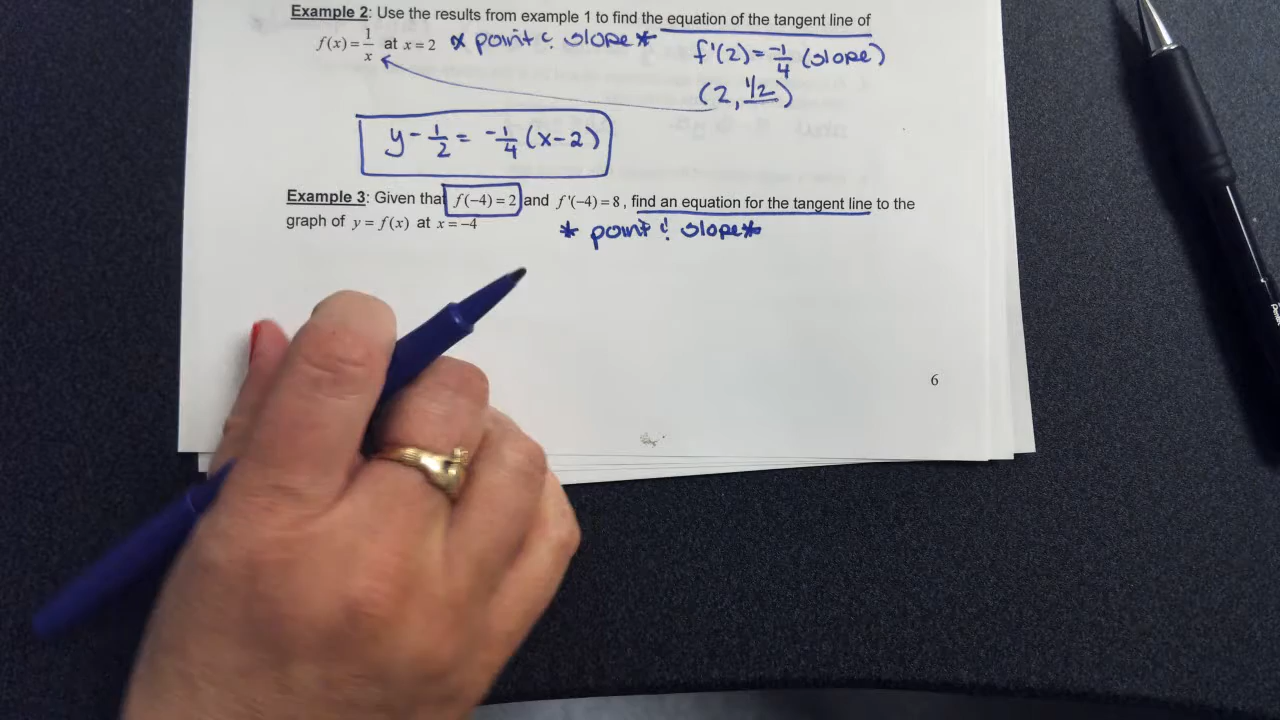 Example 2: Use the results from example 1 to find the equation of the tangent line of
f(x) = 1/x at x = 2 * point & slope *
f'(2) = -1/4 (slope)
(2, 1/2)
y - 1/2 = -1/4 (x - 2)
Example 3: Given that f(-4) = 2 and f'(-4) = 8, find an equation for the tangent line to the
graph of y = f(x) at x = -4
* point & slope *
6